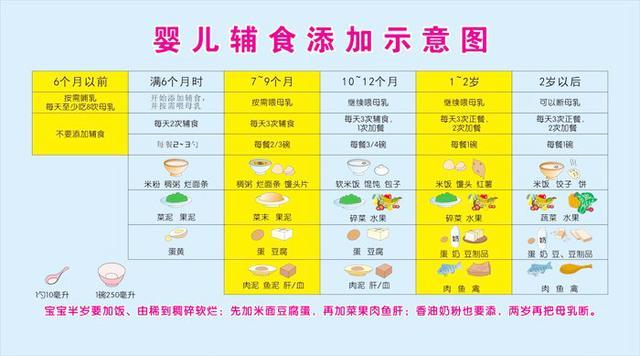 婴儿辅食添加示意图
6个月以前 满6个月时 7~9个月 10~12个月 1~2岁 2岁以后
按需哺乳 开始添加辅食, 按需喂母乳 继续喂母乳 继续喂母乳 可以断母乳
每天至少吃8次母乳 并按需喂母乳
不要添加辅食 每天2次辅食 每天3次辅食 每天3次辅食, 每天3次正餐, 每天3次正餐,
1次加餐 2次加餐 2次加餐
每餐2-3勺 每餐2/3碗 每餐3/4碗 每餐1碗 每餐1碗
米粉 稠粥 烂面条 稠粥 烂面条 馒头片 软米饭 馄饨 包子 米饭 馒头 红薯 米饭 饺子 饼
菜泥 果泥 菜末 果泥 碎菜 水果 碎菜 水果 蔬菜 水果
奶
蛋黄 蛋 豆腐 蛋 豆腐 蛋 奶 豆制品 蛋 奶 豆、豆制品
肉泥 鱼泥 肝/血 肉泥 肝/血 肉 鱼 禽 肉 鱼 禽
1勺10毫升 1碗250毫升
宝宝半岁要加饭、由稀到稠碎软烂;先加米面豆腐蛋,再加菜果肉鱼肝;香油奶粉也要添,两岁再把母乳断。